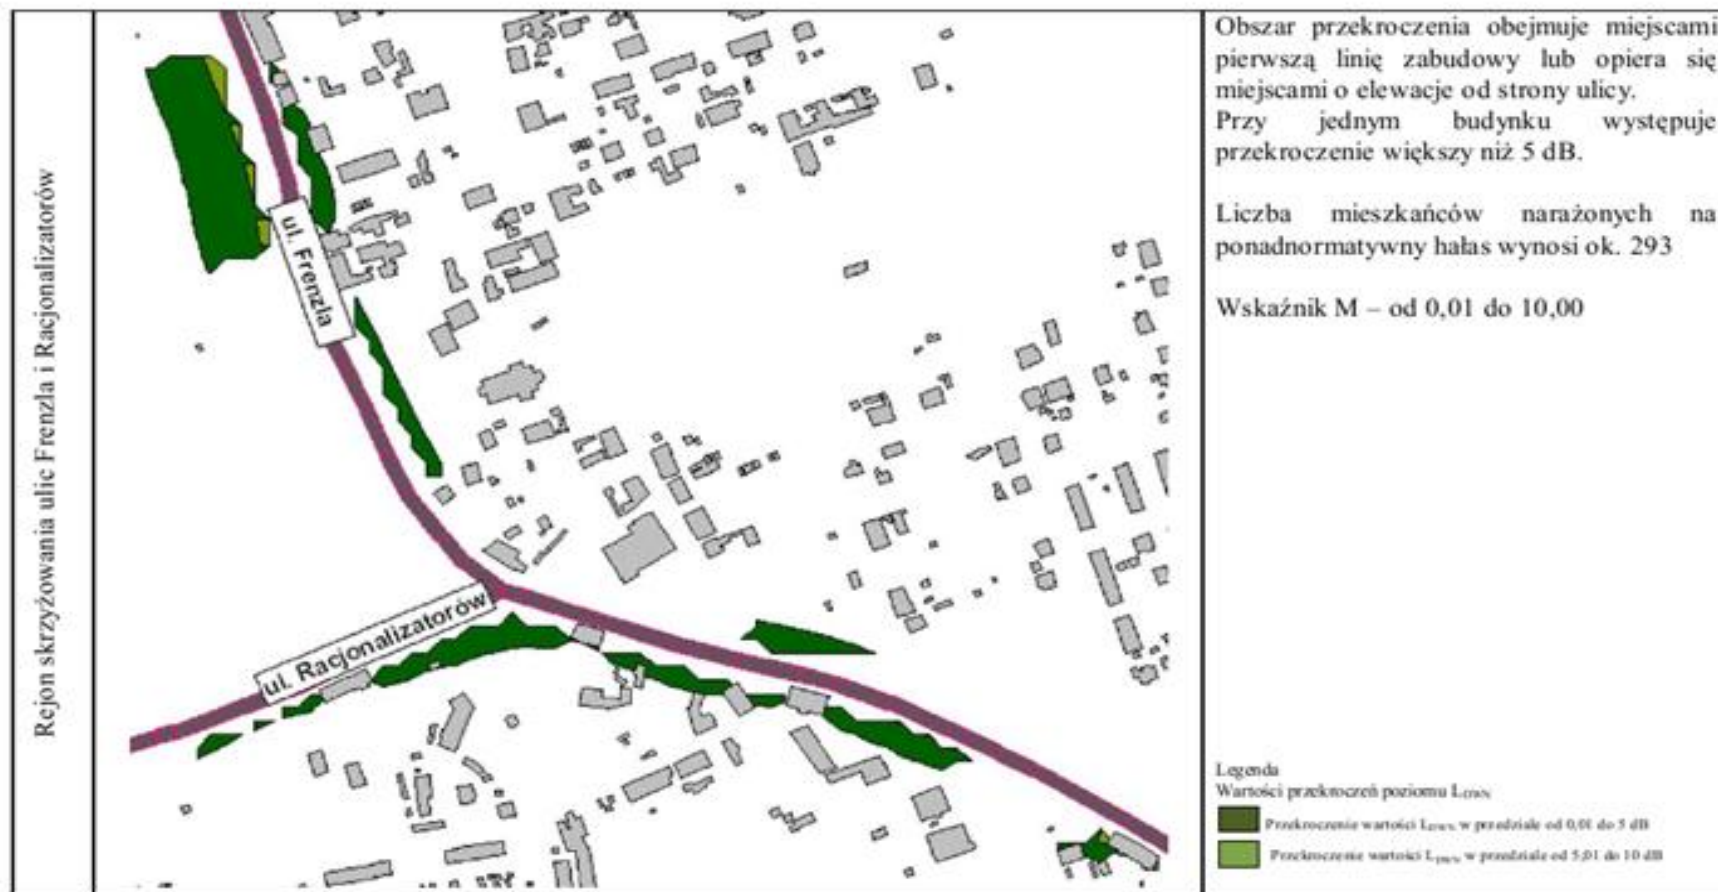 Rejon skrzyżowania ulic Frenzla i Racjonalizatorów
ul. Frenzla
ul. Racjonalizatorów
Obszar przekroczenia obejmuje miejscami
pierwszą linię zabudowy lub opiera się
miejscami o elewacje od strony ulicy.
Przy jednym budynku występuje
przekroczenie większy niż 5 dB.
Liczba mieszkańców narażonych na
ponadnormatywny hałas wynosi ok. 293
Wskaźnik M – od 0,01 do 10,00
Legenda
Wartości przekroczeń poziomu LDWN
Przekroczenie wartości LDWN w przedziale od 0,01 do 5 dB
Przekroczenie wartości LDWN w przedziale od 5,01 do 10 dB